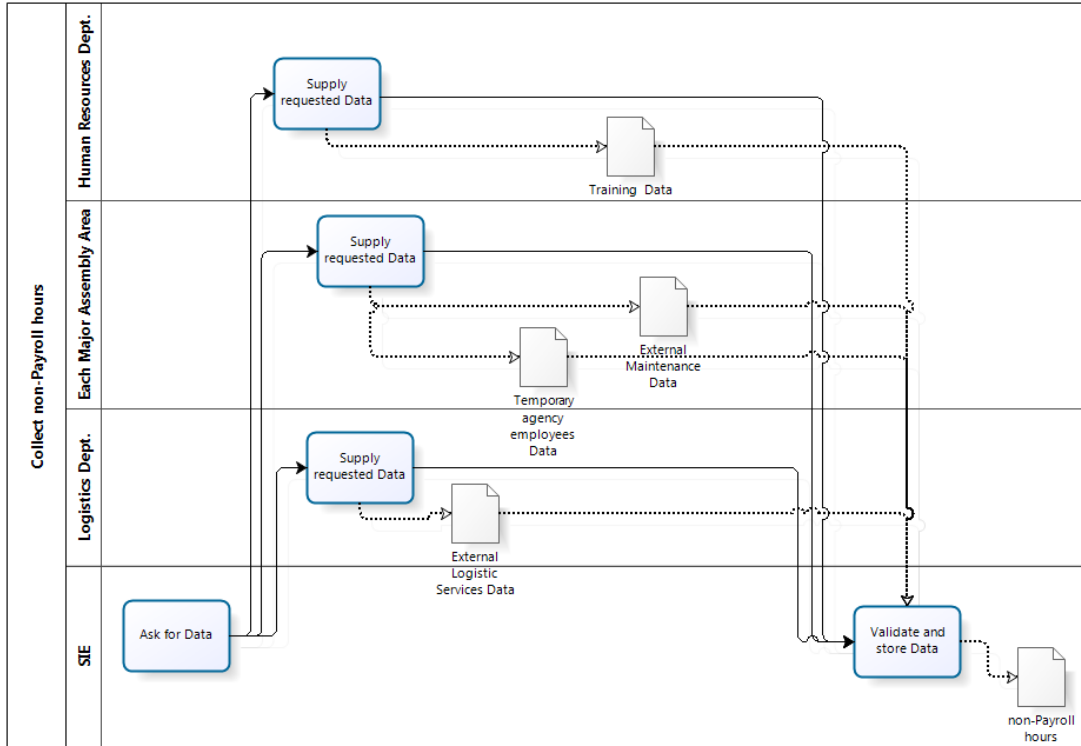 Collect non-Payroll hours
Human Resources Dept.
Supply
requested Data
Training Data
Each Major Assembly Area
Supply
requested Data
External
Maintenance
Data
Temporary
agency
employees
Data
Logistics Dept.
Supply
requested Data
External
Logistic
Services Data
SIE
Ask for Data
Validate and
store Data
non-Payroll
hours